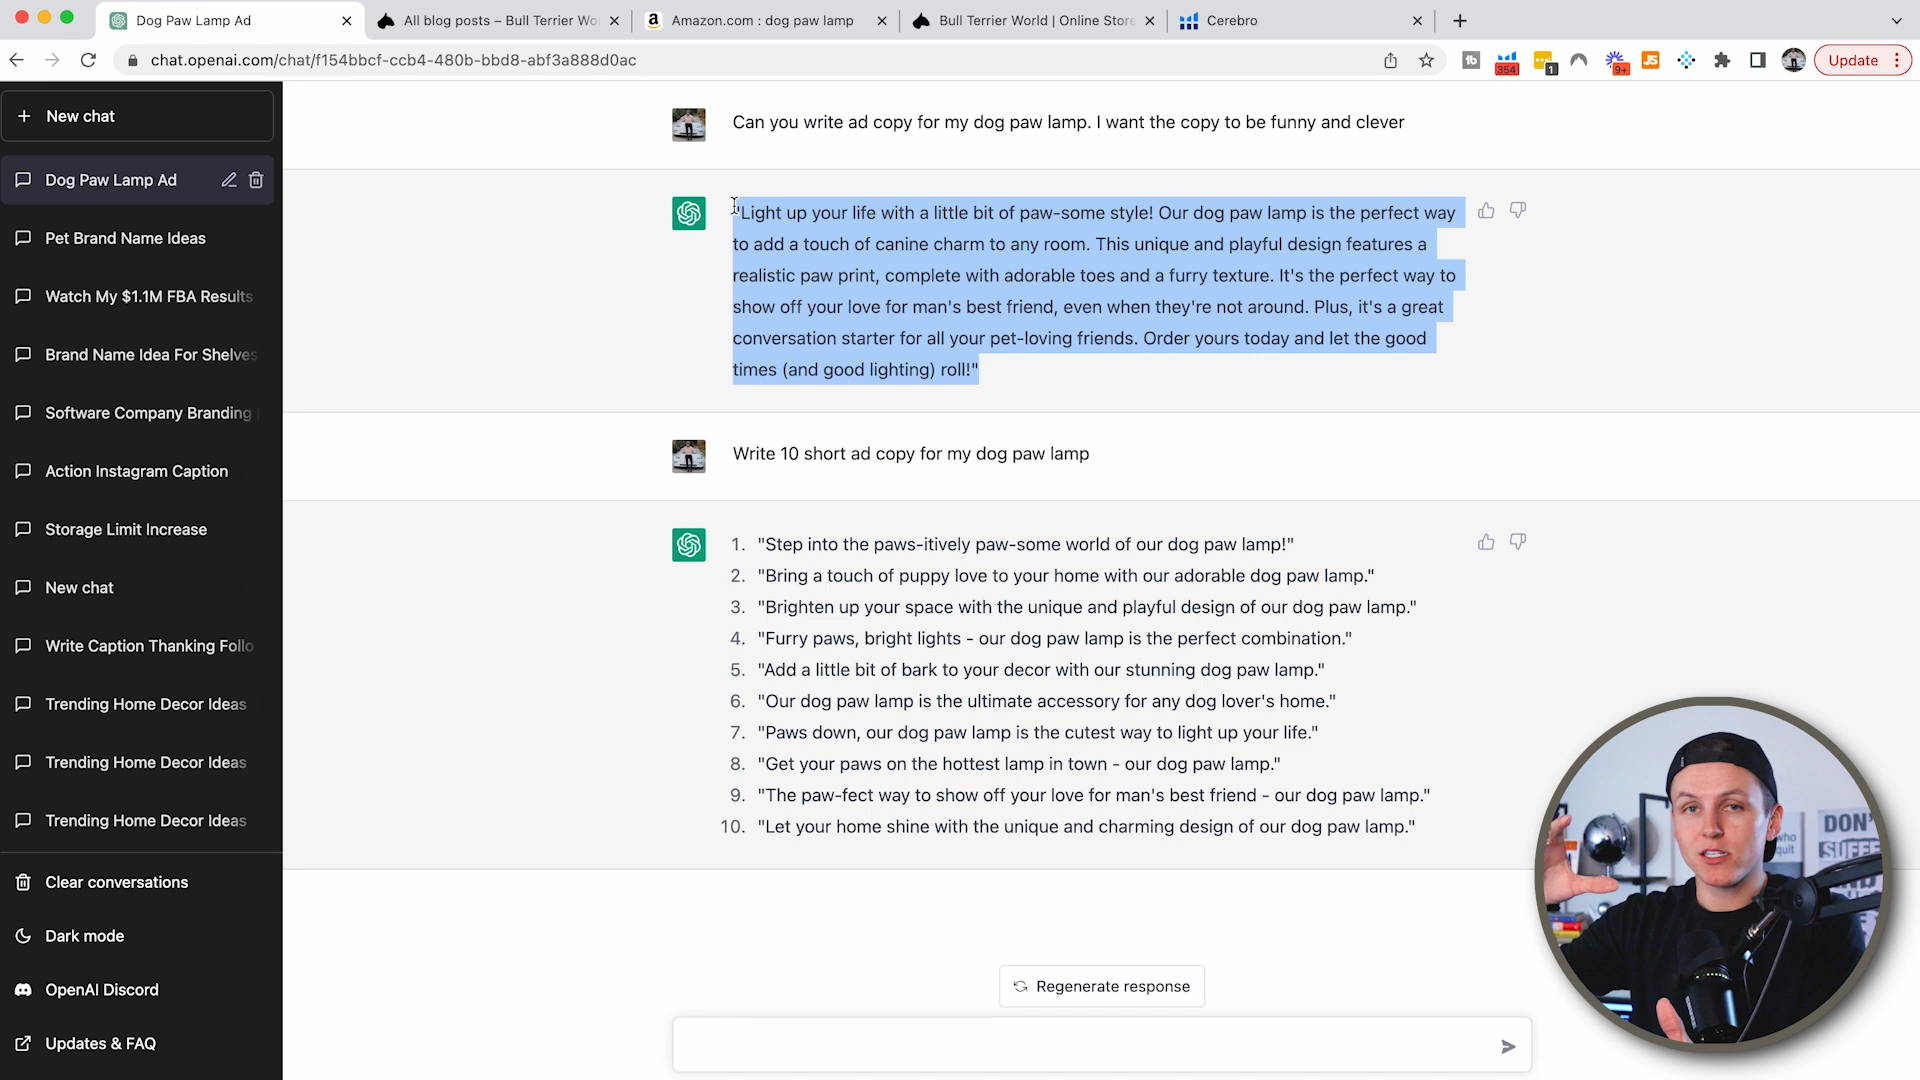 Dog Paw Lamp Ad
All blog posts – Bull Terrier Wo
Amazon.com : dog paw lamp
Bull Terrier World | Online Store
Cerebro
chat.openai.com/chat/f154bbcf-ccb4-480b-bbd8-abf3a888d0ac
354
1
9+
JS
Update
New chat
Dog Paw Lamp Ad
Pet Brand Name Ideas
Watch My $1.1M FBA Results
Brand Name Idea For Shelves
Software Company Branding
Action Instagram Caption
Storage Limit Increase
New chat
Write Caption Thanking Follo
Trending Home Decor Ideas
Trending Home Decor Ideas
Trending Home Decor Ideas
Clear conversations
Dark mode
OpenAI Discord
Updates & FAQ
Can you write ad copy for my dog paw lamp. I want the copy to be funny and clever
"Light up your life with a little bit of paw-some style! Our dog paw lamp is the perfect way
to add a touch of canine charm to any room. This unique and playful design features a
realistic paw print, complete with adorable toes and a furry texture. It's the perfect way to
show off your love for man's best friend, even when they're not around. Plus, it's a great
conversation starter for all your pet-loving friends. Order yours today and let the good
times (and good lighting) roll!"
Write 10 short ad copy for my dog paw lamp
1. "Step into the paws-itively paw-some world of our dog paw lamp!"
2. "Bring a touch of puppy love to your home with our adorable dog paw lamp."
3. "Brighten up your space with the unique and playful design of our dog paw lamp."
4. "Furry paws, bright lights - our dog paw lamp is the perfect combination."
5. "Add a little bit of bark to your decor with our stunning dog paw lamp."
6. "Our dog paw lamp is the ultimate accessory for any dog lover's home."
7. "Paws down, our dog paw lamp is the cutest way to light up your life."
8. "Get your paws on the hottest lamp in town - our dog paw lamp."
9. "The paw-fect way to show off your love for man's best friend - our dog paw lamp."
10. "Let your home shine with the unique and charming design of our dog paw lamp."
Regenerate response
who
quit
DON'
SUFFE